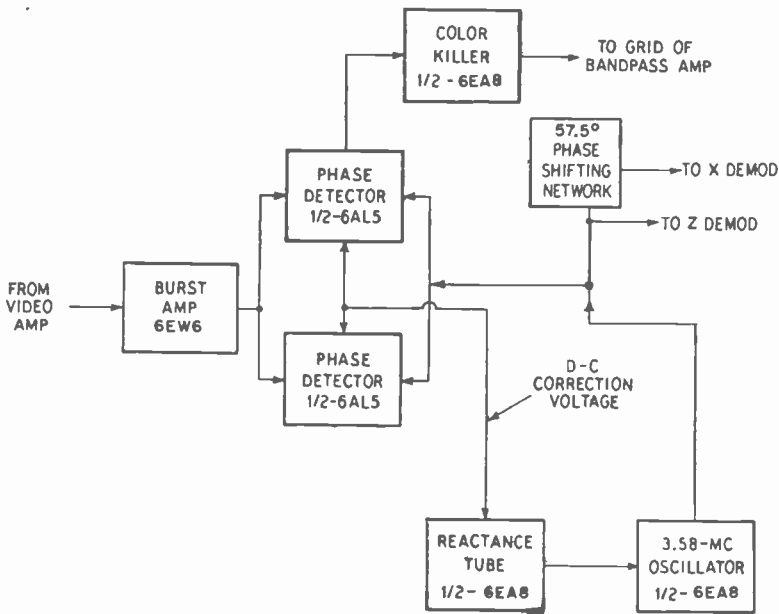 COLOR
KILLER
1/2-6EA8
TO GRID OF
BANDPASS AMP
57.5°
PHASE
SHIFTING
NETWORK
TO X DEMOD
TO Z DEMOD
PHASE
DETECTOR
1/2-6AL5
FROM
VIDEO
AMP
BURST
AMP
6EW6
PHASE
DETECTOR
1/2-6AL5
D-C
CORRECTION
VOLTAGE
REACTANCE
TUBE
1/2-6EA8
3.58-MC
OSCILLATOR
1/2-6EA8